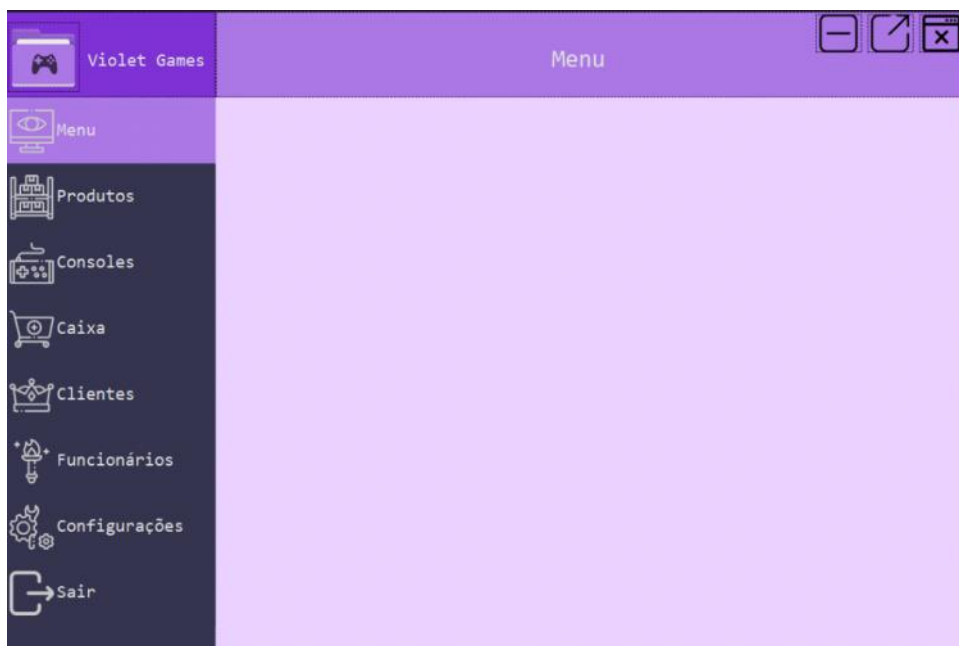 Violet Games
Menu
Menu
Produtos
Consoles
Caixa
Clientes
Funcionários
Configurações
Sair